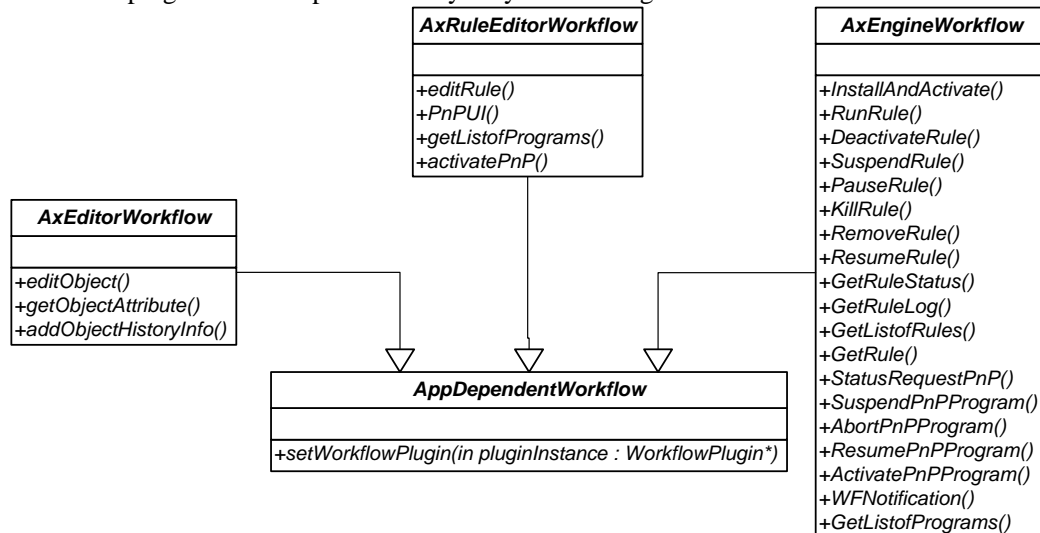 AxRuleEditorWorkflow
+editRule()
+PnPUI()
+getListofPrograms()
+activatePnP()
AxEngineWorkflow
+InstallAndActivate()
+RunRule()
+DeactivateRule()
+SuspendRule()
+PauseRule()
+KillRule()
+RemoveRule()
+ResumeRule()
+GetRuleStatus()
+GetRuleLog()
+GetListofRules()
+GetRule()
+StatusRequestPnP()
+SuspendPnPProgram()
+AbortPnPProgram()
+ResumePnPProgram()
+ActivatePnPProgram()
+WFNotification()
+GetListofPrograms()
AxEditorWorkflow
+editObject()
+getObjectAttribute()
+addObjectHistoryInfo()
AppDependentWorkflow
+setWorkflowPlugin(in pluginInstance : WorkflowPlugin*)